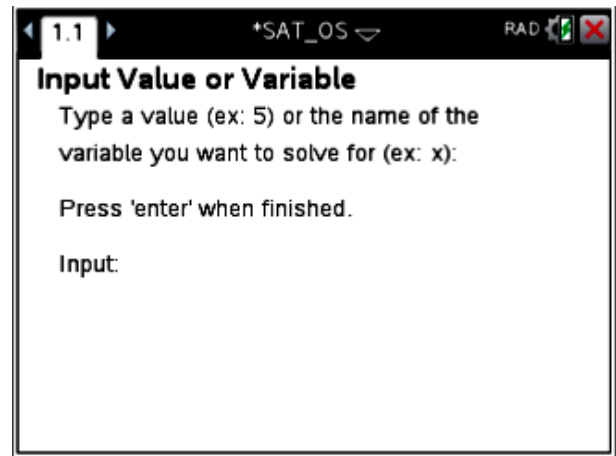 1.1 *SAT_OS RAD
Input Value or Variable
Type a value (ex: 5) or the name of the
variable you want to solve for (ex: x):
Press 'enter' when finished.
Input: